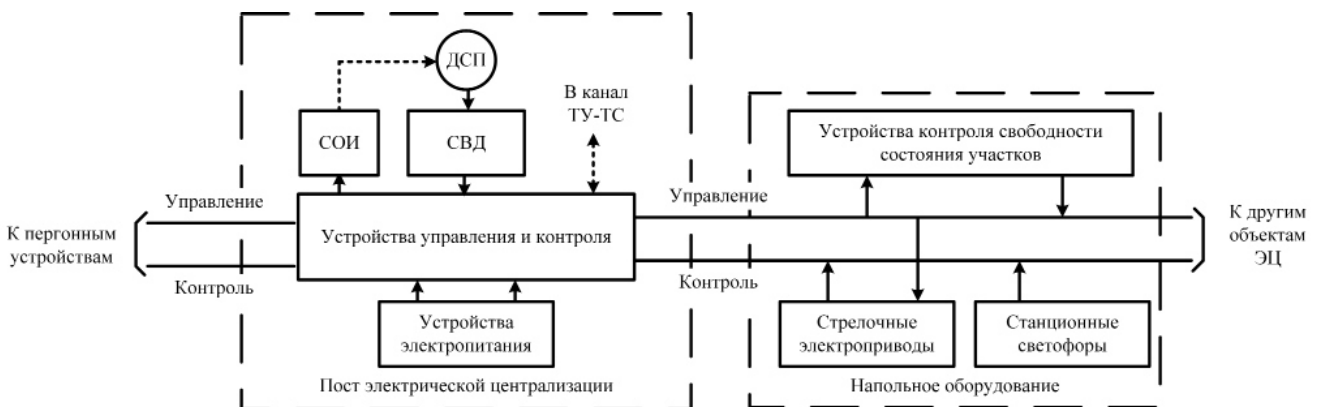 ДСП
В канал
ТУ-ТС
СОИ
СВД
Устройства контроля свободности
состояния участков
Управление
Управление
К пергонным
устройствам
Устройства управления и контроля
К другим
объектам
ЭЦ
Контроль
Контроль
Устройства
электропитания
Стрелочные
электроприводы
Станционные
светофоры
Пост электрической централизации
Напольное оборудование